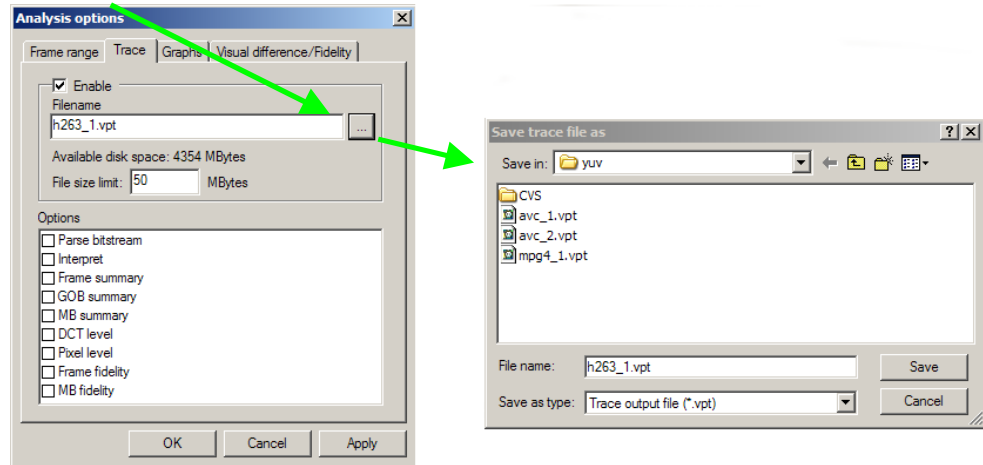 Analysis options
Frame range Trace Graphs Visual difference/Fidelity
Enable
Filename
h263_1.vpt
...
Available disk space: 4354 MBytes
File size limit: 50 MBytes
Options
Parse bitstream
Interpret
Frame summary
GOB summary
MB summary
DCT level
Pixel level
Frame fidelity
MB fidelity
OK Cancel Apply
Save trace file as
Save in: yuv
CVS
avc_1.vpt
avc_2.vpt
mpg4_1.vpt
File name: h263_1.vpt Save
Save as type: Trace output file (*.vpt) Cancel